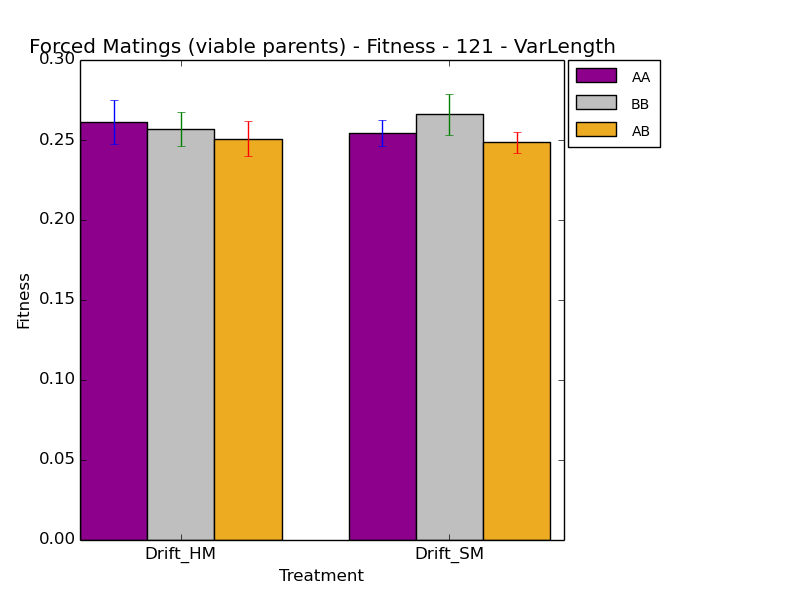 Forced Matings (viable parents) - Fitness - 121 - VarLength
0.30
0.25
0.20
0.15
0.10
0.05
0.00
Fitness
Drift_HM
Drift_SM
Treatment
AA
BB
AB